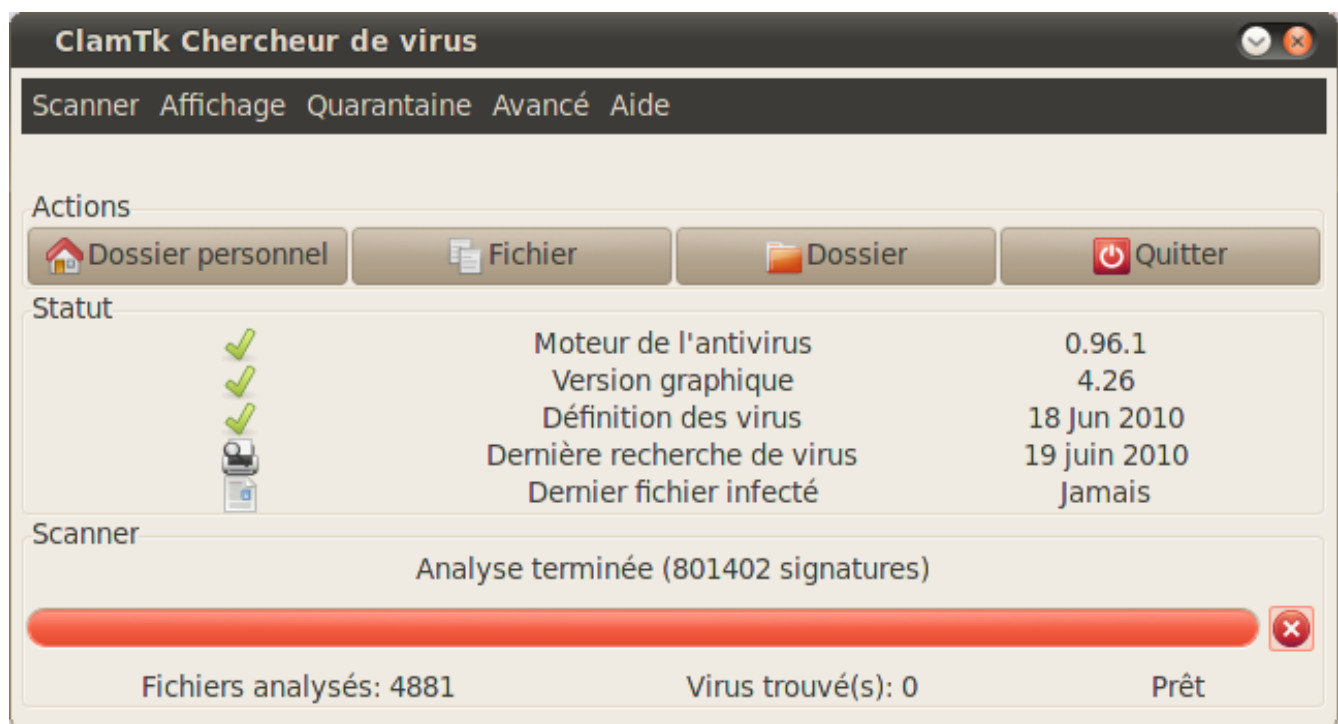 ClamTk Chercheur de virus
Scanner Affichage Quarantaine Avancé Aide
Actions
Dossier personnel Fichier Dossier Quitter
Statut
Moteur de l'antivirus 0.96.1
Version graphique 4.26
Définition des virus 18 Jun 2010
Dernière recherche de virus 19 juin 2010
Dernier fichier infecté Jamais
Scanner
Analyse terminée (801402 signatures)
Fichiers analysés: 4881 Virus trouvé(s): 0 Prêt